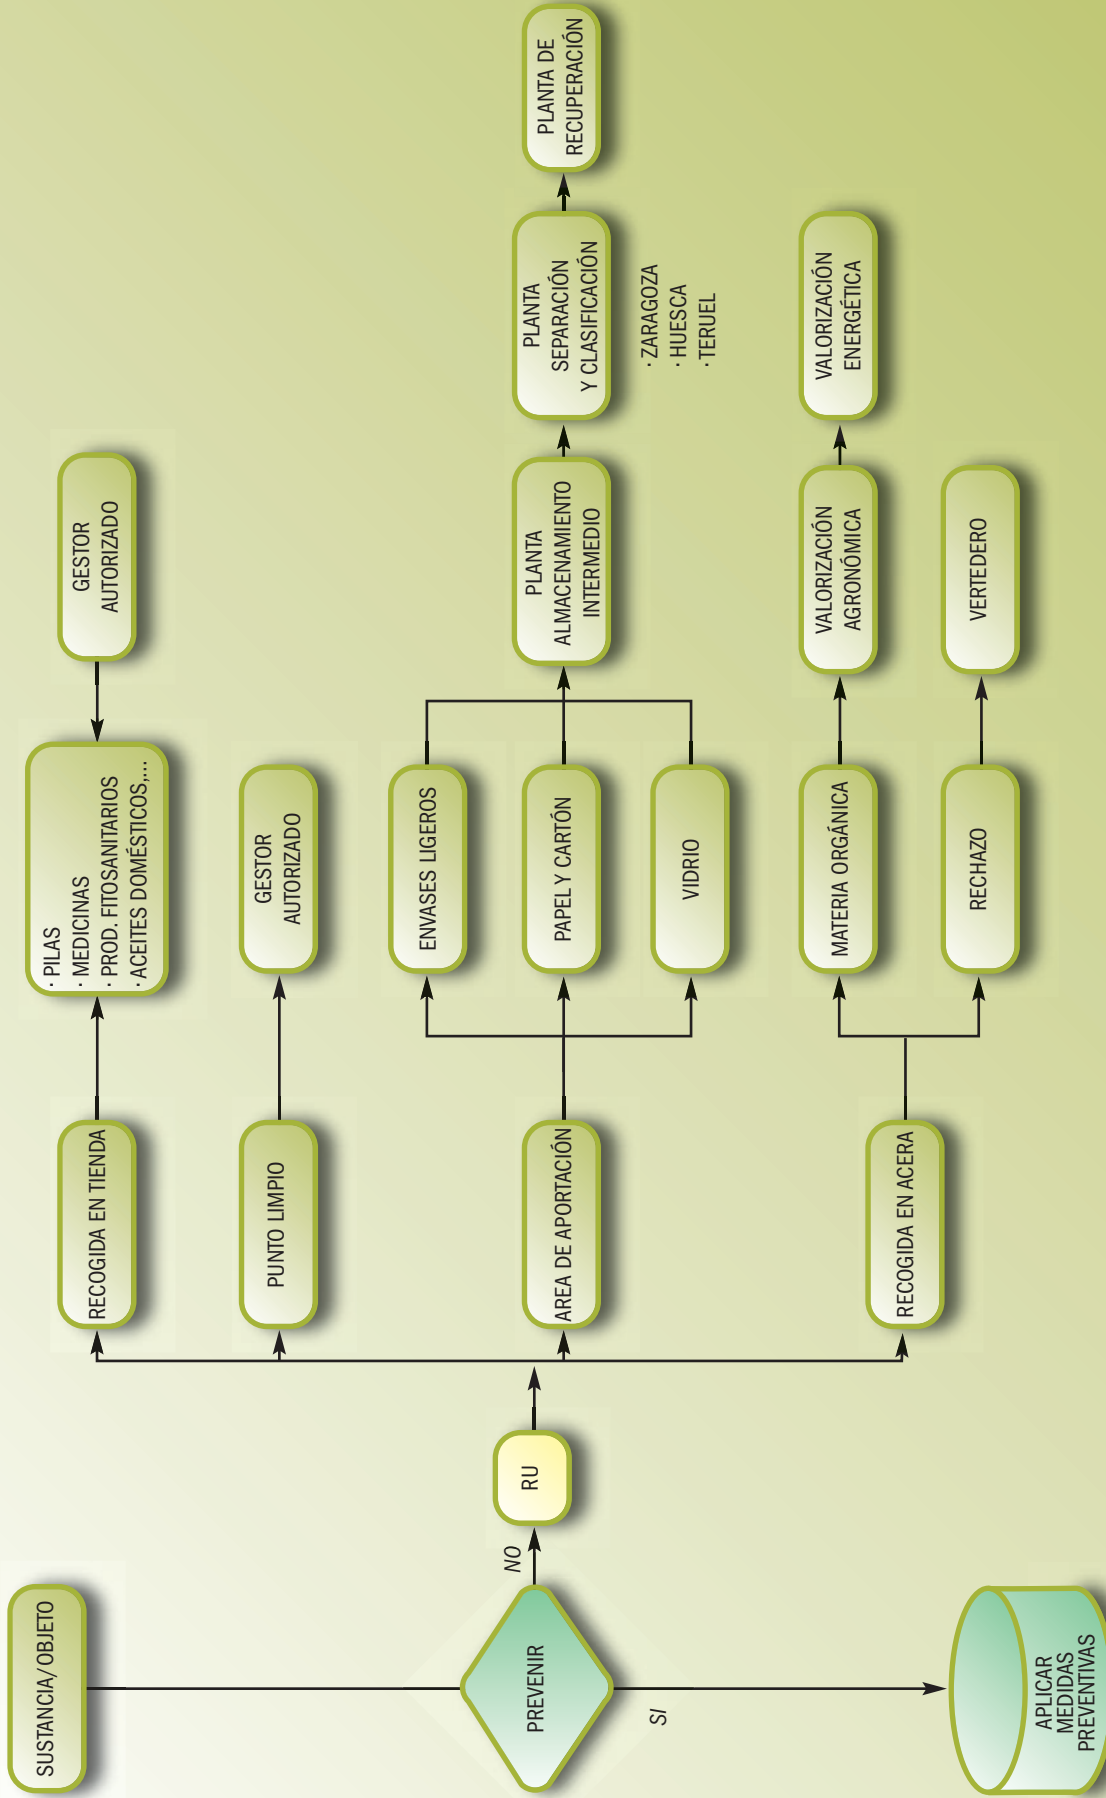 SUSTANCIA/OBJETO
PREVENIR
NO
SI
APLICAR
MEDIDAS
PREVENTIVAS
RU
RECOGIDA EN TIENDA
· PILAS
· MEDICINAS
· PROD. FITOSANITARIOS
· ACEITES DOMÉSTICOS,...
GESTOR
AUTORIZADO
PUNTO LIMPIO
GESTOR
AUTORIZADO
AREA DE APORTACIÓN
ENVASES LIGEROS
PAPEL Y CARTÓN
VIDRIO
PLANTA
ALMACENAMIENTO
INTERMEDIO
PLANTA
SEPARACIÓN
Y CLASIFICACIÓN
· ZARAGOZA
· HUESCA
· TERUEL
PLANTA DE
RECUPERACIÓN
RECOGIDA EN ACERA
MATERIA ORGÁNICA
VALORIZACIÓN
AGRONÓMICA
VALORIZACIÓN
ENERGÉTICA
RECHAZO
VERTEDERO